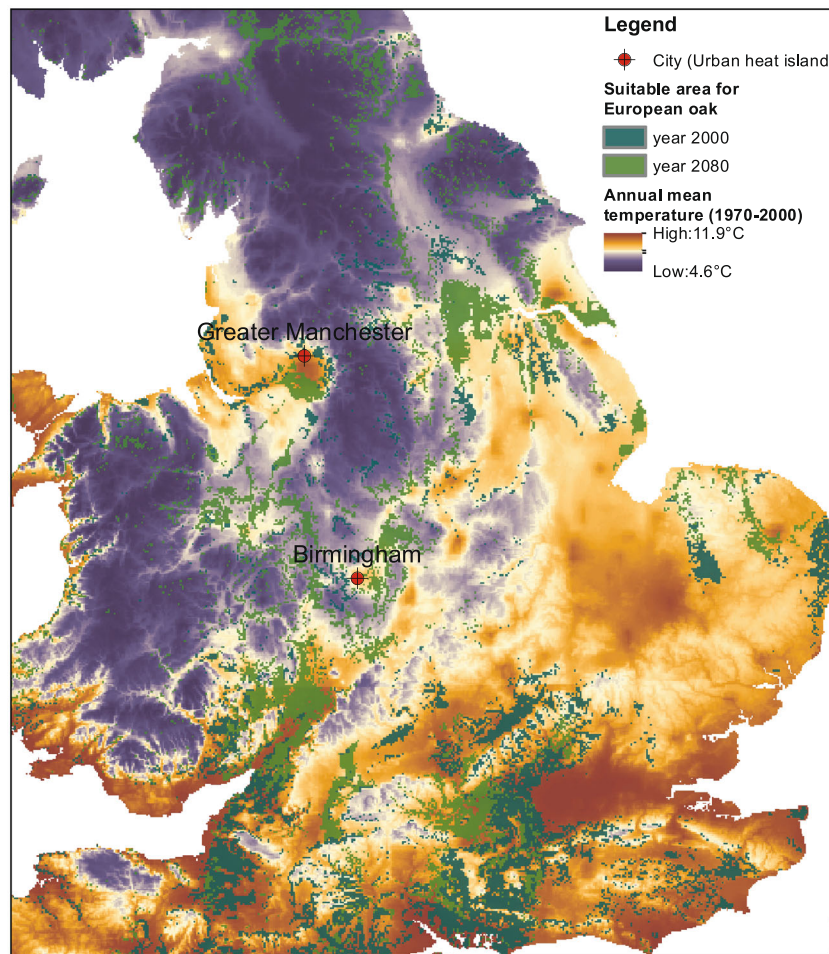 Legend
City (Urban heat island
Suitable area for
European oak
year 2000
year 2080
Annual mean
temperature (1970-2000)
High:11.9°C
Low:4.6°C
Greater Manchester
Birmingham